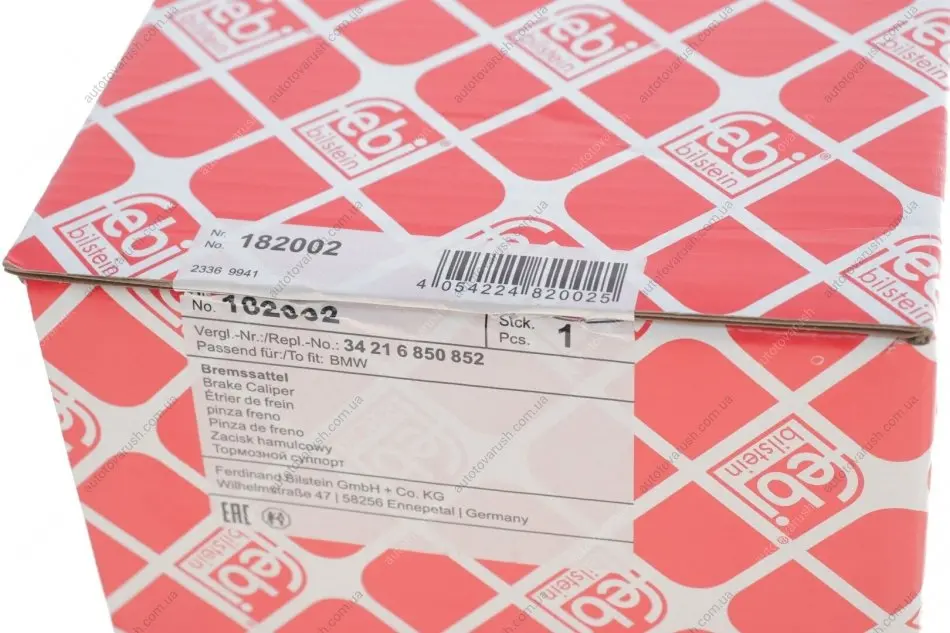 febi
bilstein
Nr.
No. 182002
2336 9941
4 054224 820025
No. 182002
Stck.
Pcs. 1
Vergl.-Nr./Repl.-No.: 34 21 6 850 852
Passend für:/To fit: BMW
Bremssattel
Brake Caliper
Étrier de frein
pinza freno
Pinza de freno
Zacisk hamulcowy
Тормозной суппорт
Ferdinand Bilstein GmbH + Co. KG
Wilhelmstraße 47 | 58256 Ennepetal | Germany
EAC
febi
bilstein
autotovarush.com.ua